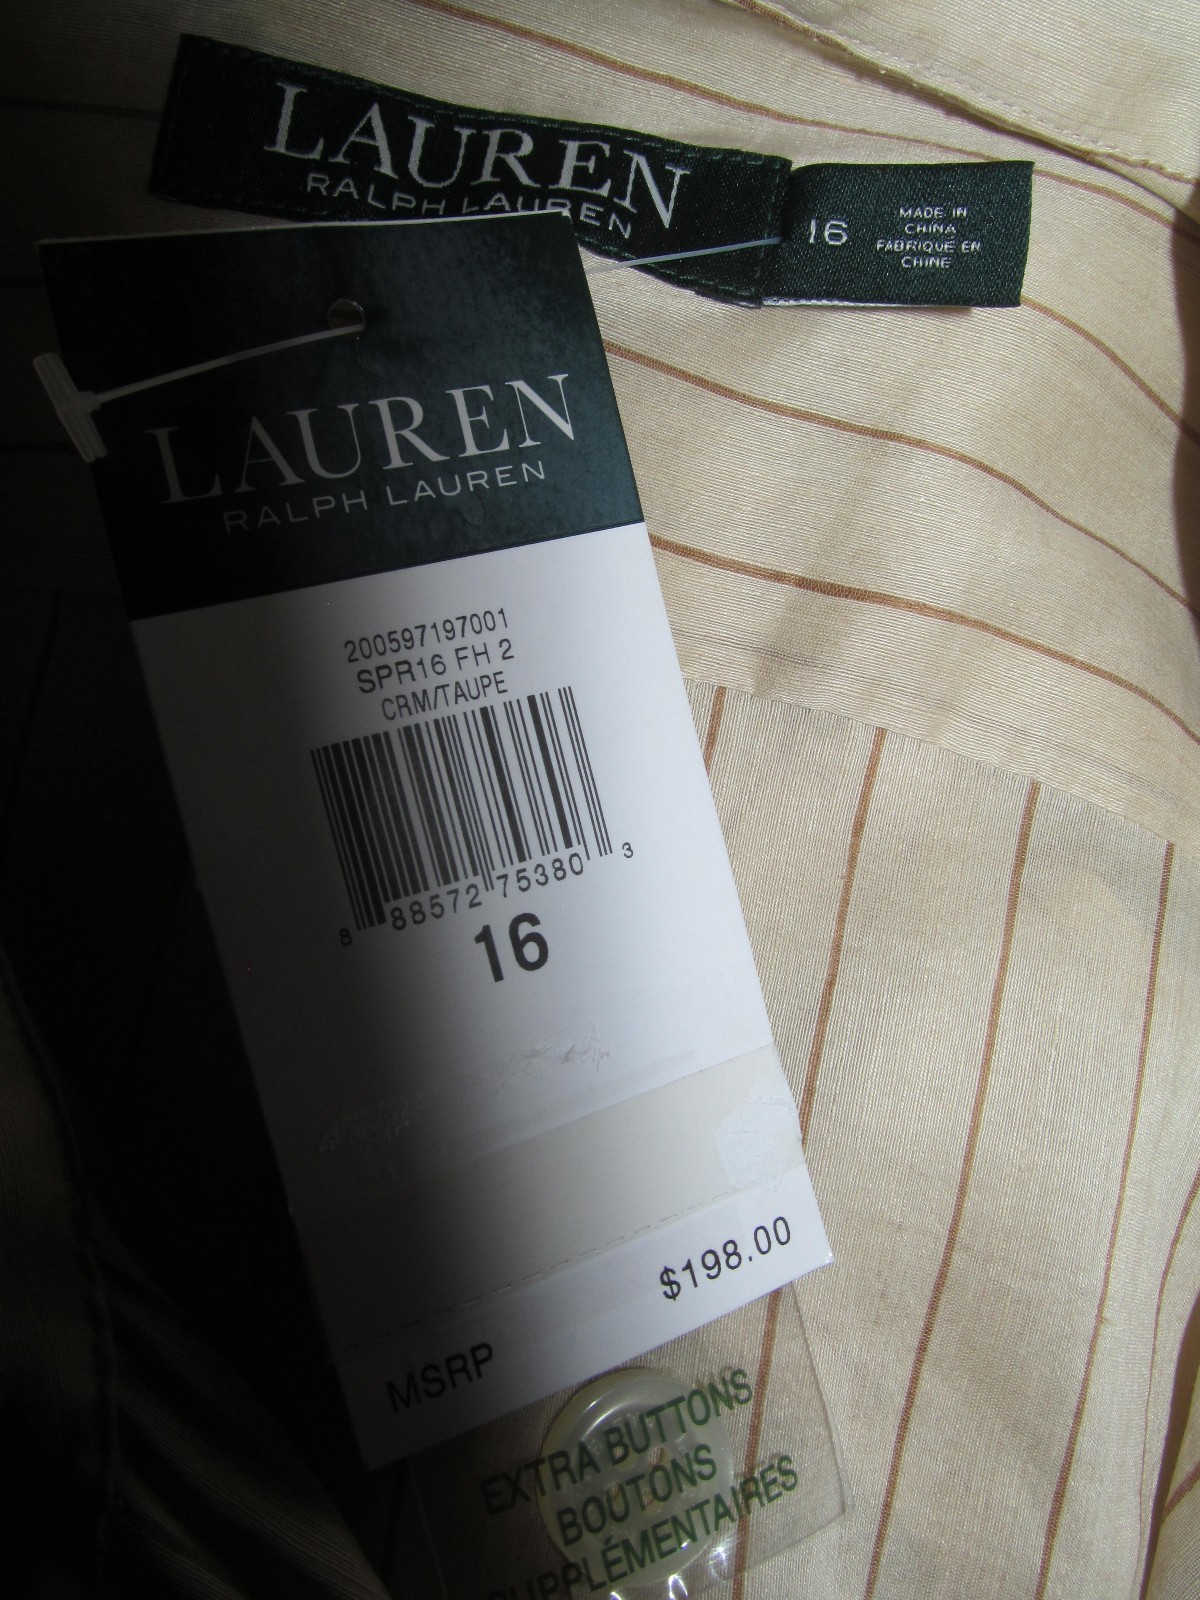 LAUREN
RALPH LAUREN
16
MADE IN
CHINA
FABRIQUÉ EN
CHINE
LAUREN
RALPH LAUREN
200597197001
SPR16 FH 2
CRM/TAUPE
8 88572 75380 3
16
$198.00
MSRP
EXTRA BUTTONS
BOUTONS
SUPPLÉMENTAIRES